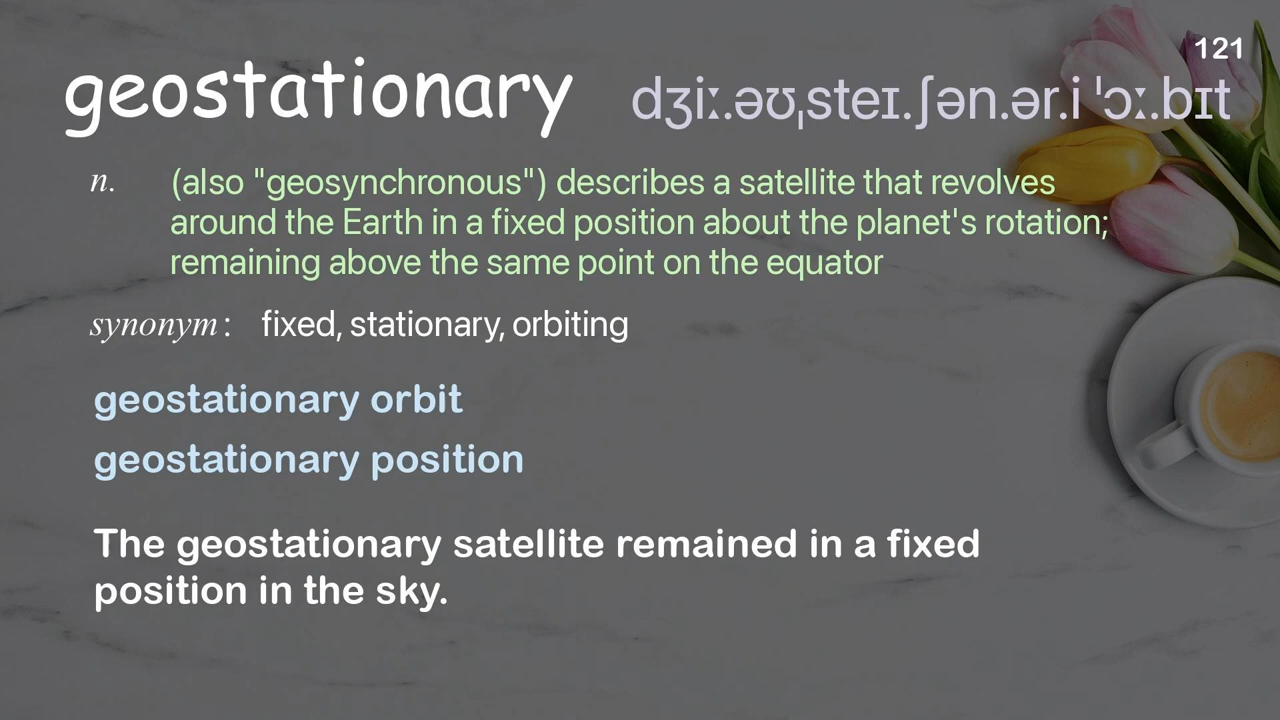 121
geostationary dʒiː.əʊˌsteɪ.ʃən.ər.i ˈɔː.bɪt
n. (also "geosynchronous") describes a satellite that revolves
around the Earth in a fixed position about the planet's rotation;
remaining above the same point on the equator
synonym: fixed, stationary, orbiting
geostationary orbit
geostationary position
The geostationary satellite remained in a fixed
position in the sky.